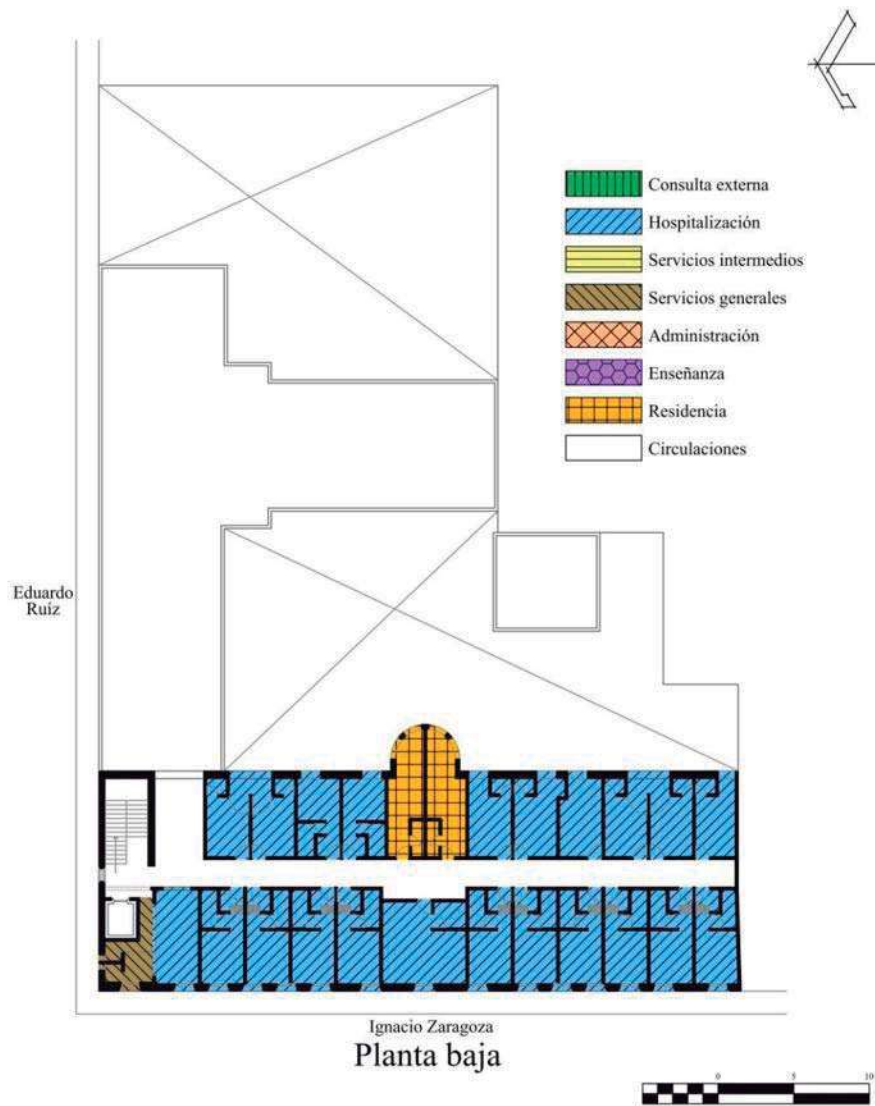 Consulta externa
Hospitalización
Servicios intermedios
Servicios generales
Administración
Enseñanza
Residencia
Circulaciones
Eduardo
Ruíz
Ignacio Zaragoza
Planta baja
0 5 10